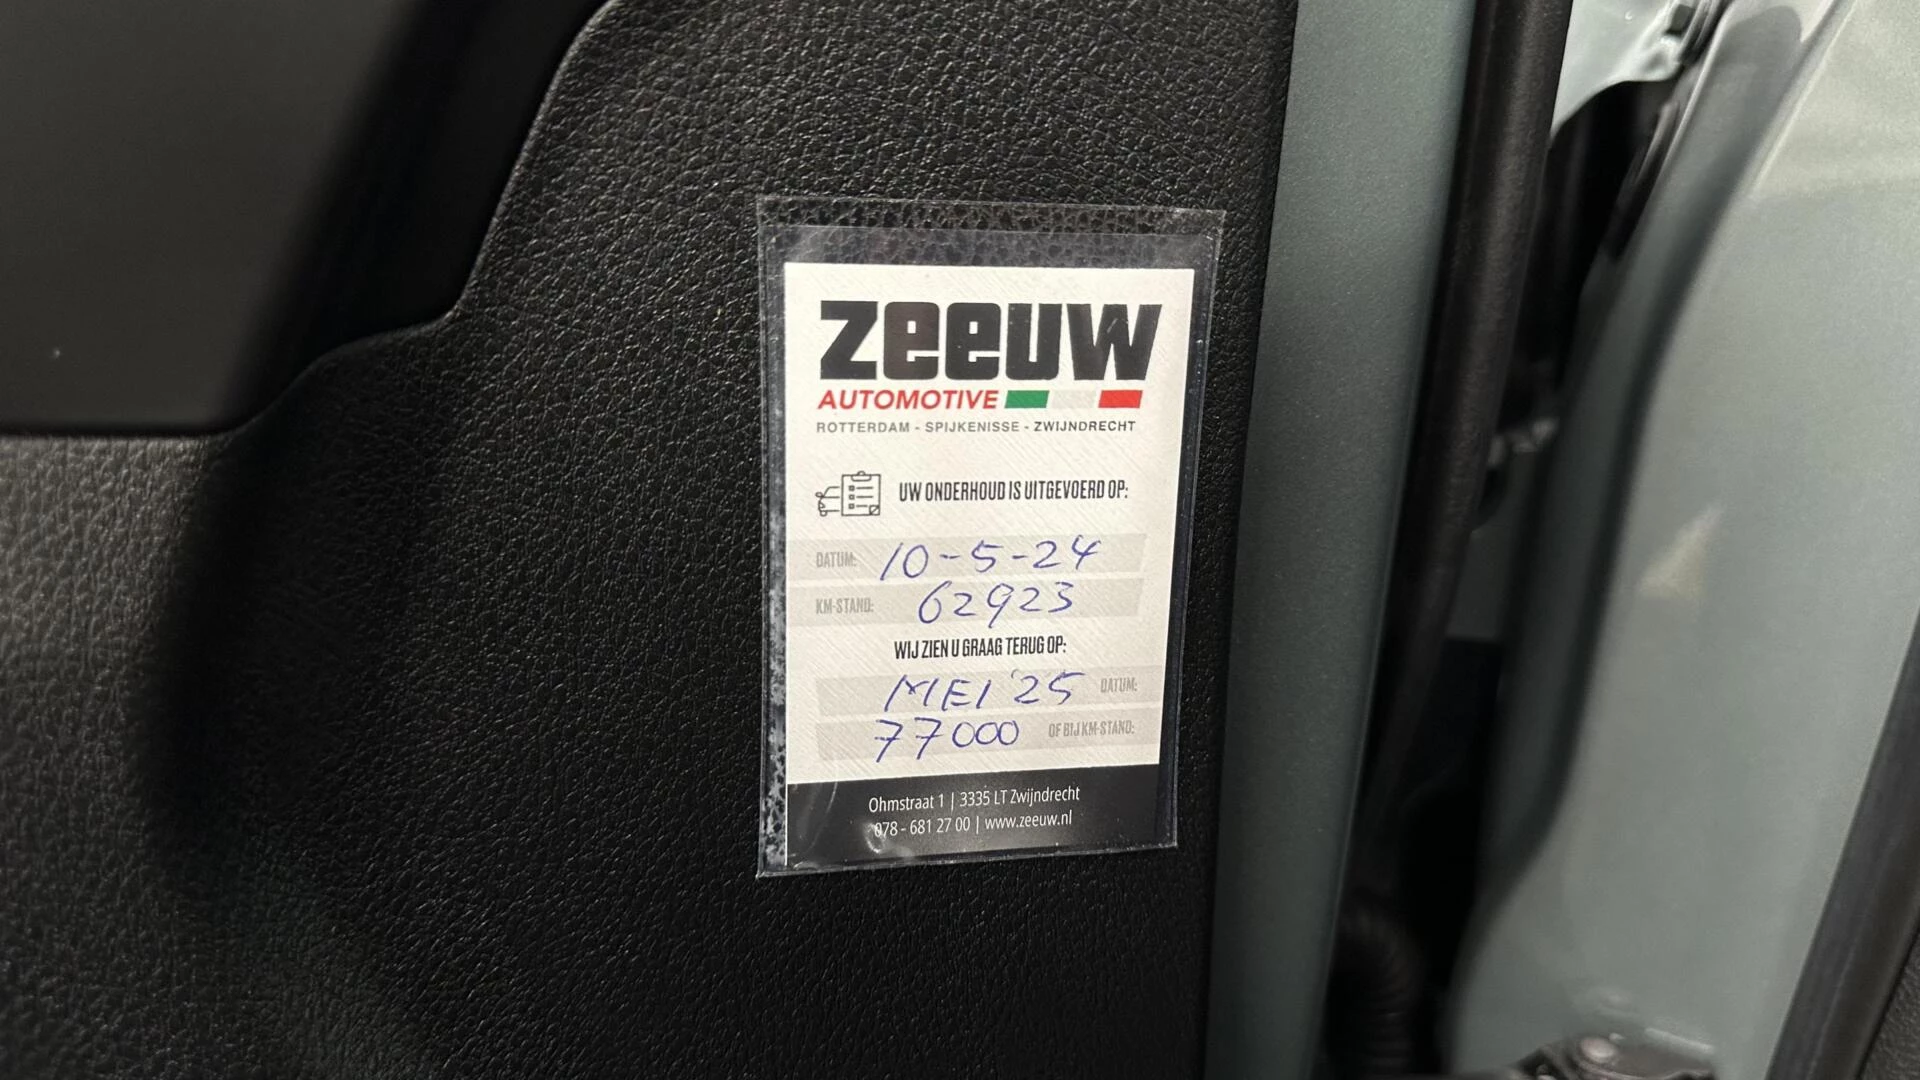 zeeuw
AUTOMOTIVE
ROTTERDAM - SPIJKENISSE - ZWIJNDRECHT
UW ONDERHOUD IS UITGEVOERD OP:
DATUM: 10-5-24
KM-STAND: 62923
WIJ ZIEN U GRAAG TERUG OP:
MEI '25 DATUM:
77000 OF BIJ KM-STAND:
Ohmstraat 1 | 3335 LT Zwijndrecht
078 - 681 27 00 | www.zeeuw.nl